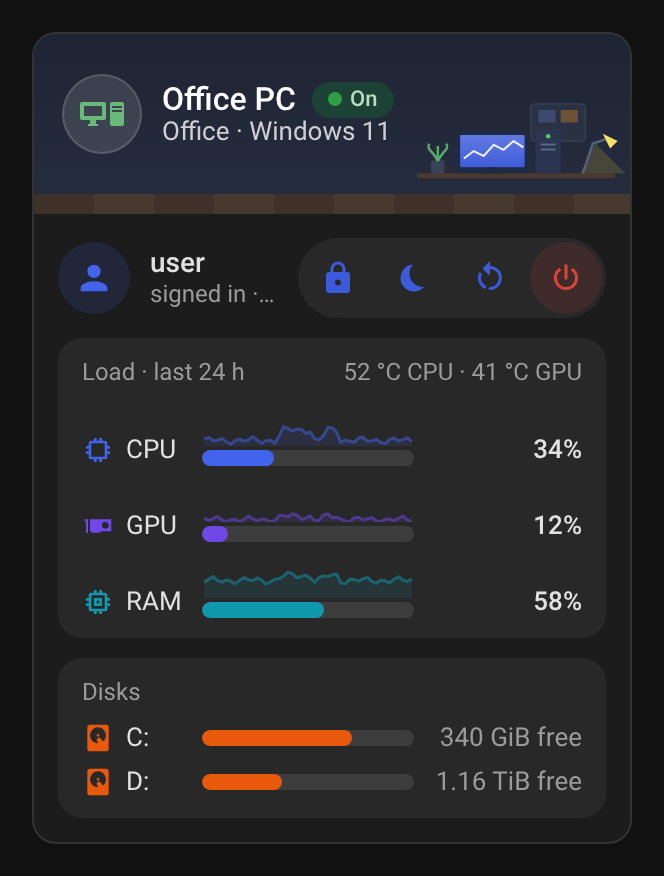 Office PC
On
Office · Windows 11
user
signed in ·…
Load · last 24 h
52 °C CPU · 41 °C GPU
CPU
34%
GPU
12%
RAM
58%
Disks
C:
340 GiB free
D:
1.16 TiB free